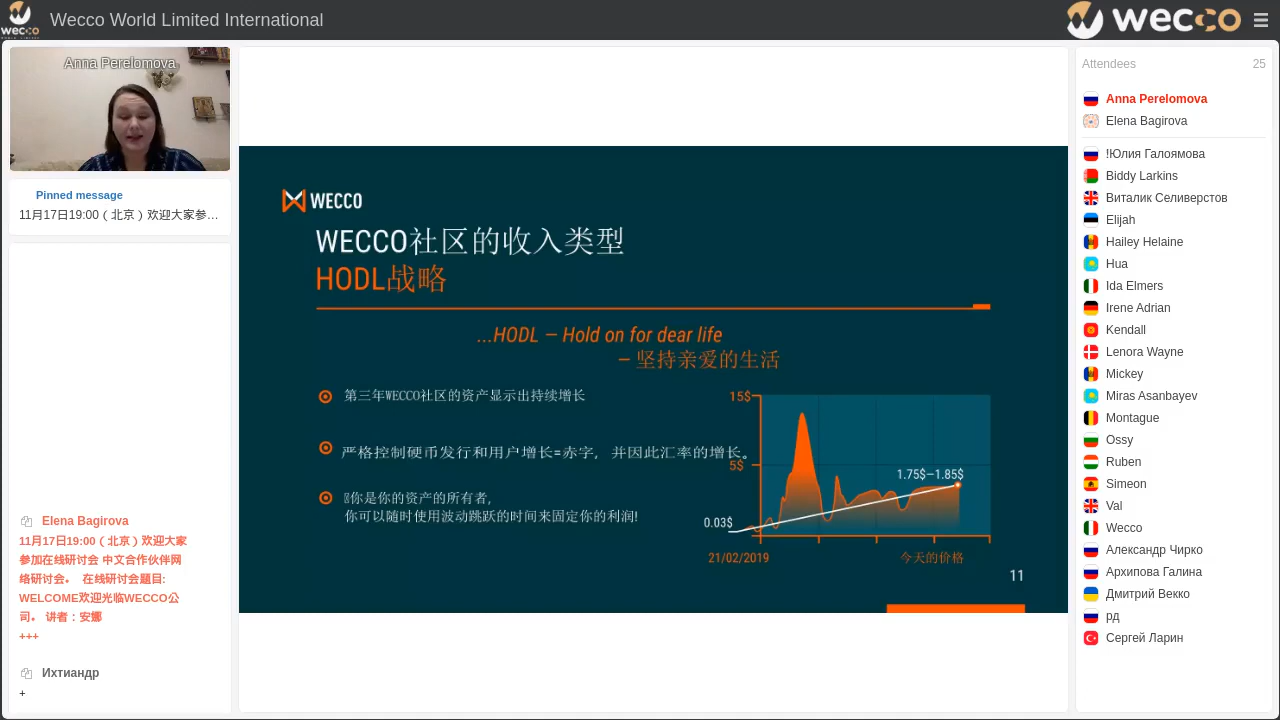 wecco
Wecco World Limited International
wecco
Anna Perelomova
Pinned message
11月17日19:00（北京）欢迎大家参…
Elena Bagirova
11月17日19:00（北京）欢迎大家
参加在线研讨会 中文合作伙伴网
络研讨会。 在线研讨会题目:
WELCOME欢迎光临WECCO公
司。讲者：安娜
+++
Ихтиандр
+
WECCO
WECCO社区的收入类型
HODL战略
...HODL – Hold on for dear life
– 坚持亲爱的生活
第三年WECCO社区的资产显示出持续增长
严格控制硬币发行和用户增长=赤字，并因此汇率的增长。
你是你的资产的所有者,
你可以随时使用波动跳跃的时间来固定你的利润!
15$
5$
1.75$–1.85$
0.03$
21/02/2019
今天的价格
11
Attendees 25
Anna Perelomova
Elena Bagirova
!Юлия Галоямова
Biddy Larkins
Виталик Селиверстов
Elijah
Hailey Helaine
Hua
Ida Elmers
Irene Adrian
Kendall
Lenora Wayne
Mickey
Miras Asanbayev
Montague
Ossy
Ruben
Simeon
Val
Wecco
Александр Чирко
Архипова Галина
Дмитрий Векко
рд
Сергей Ларин